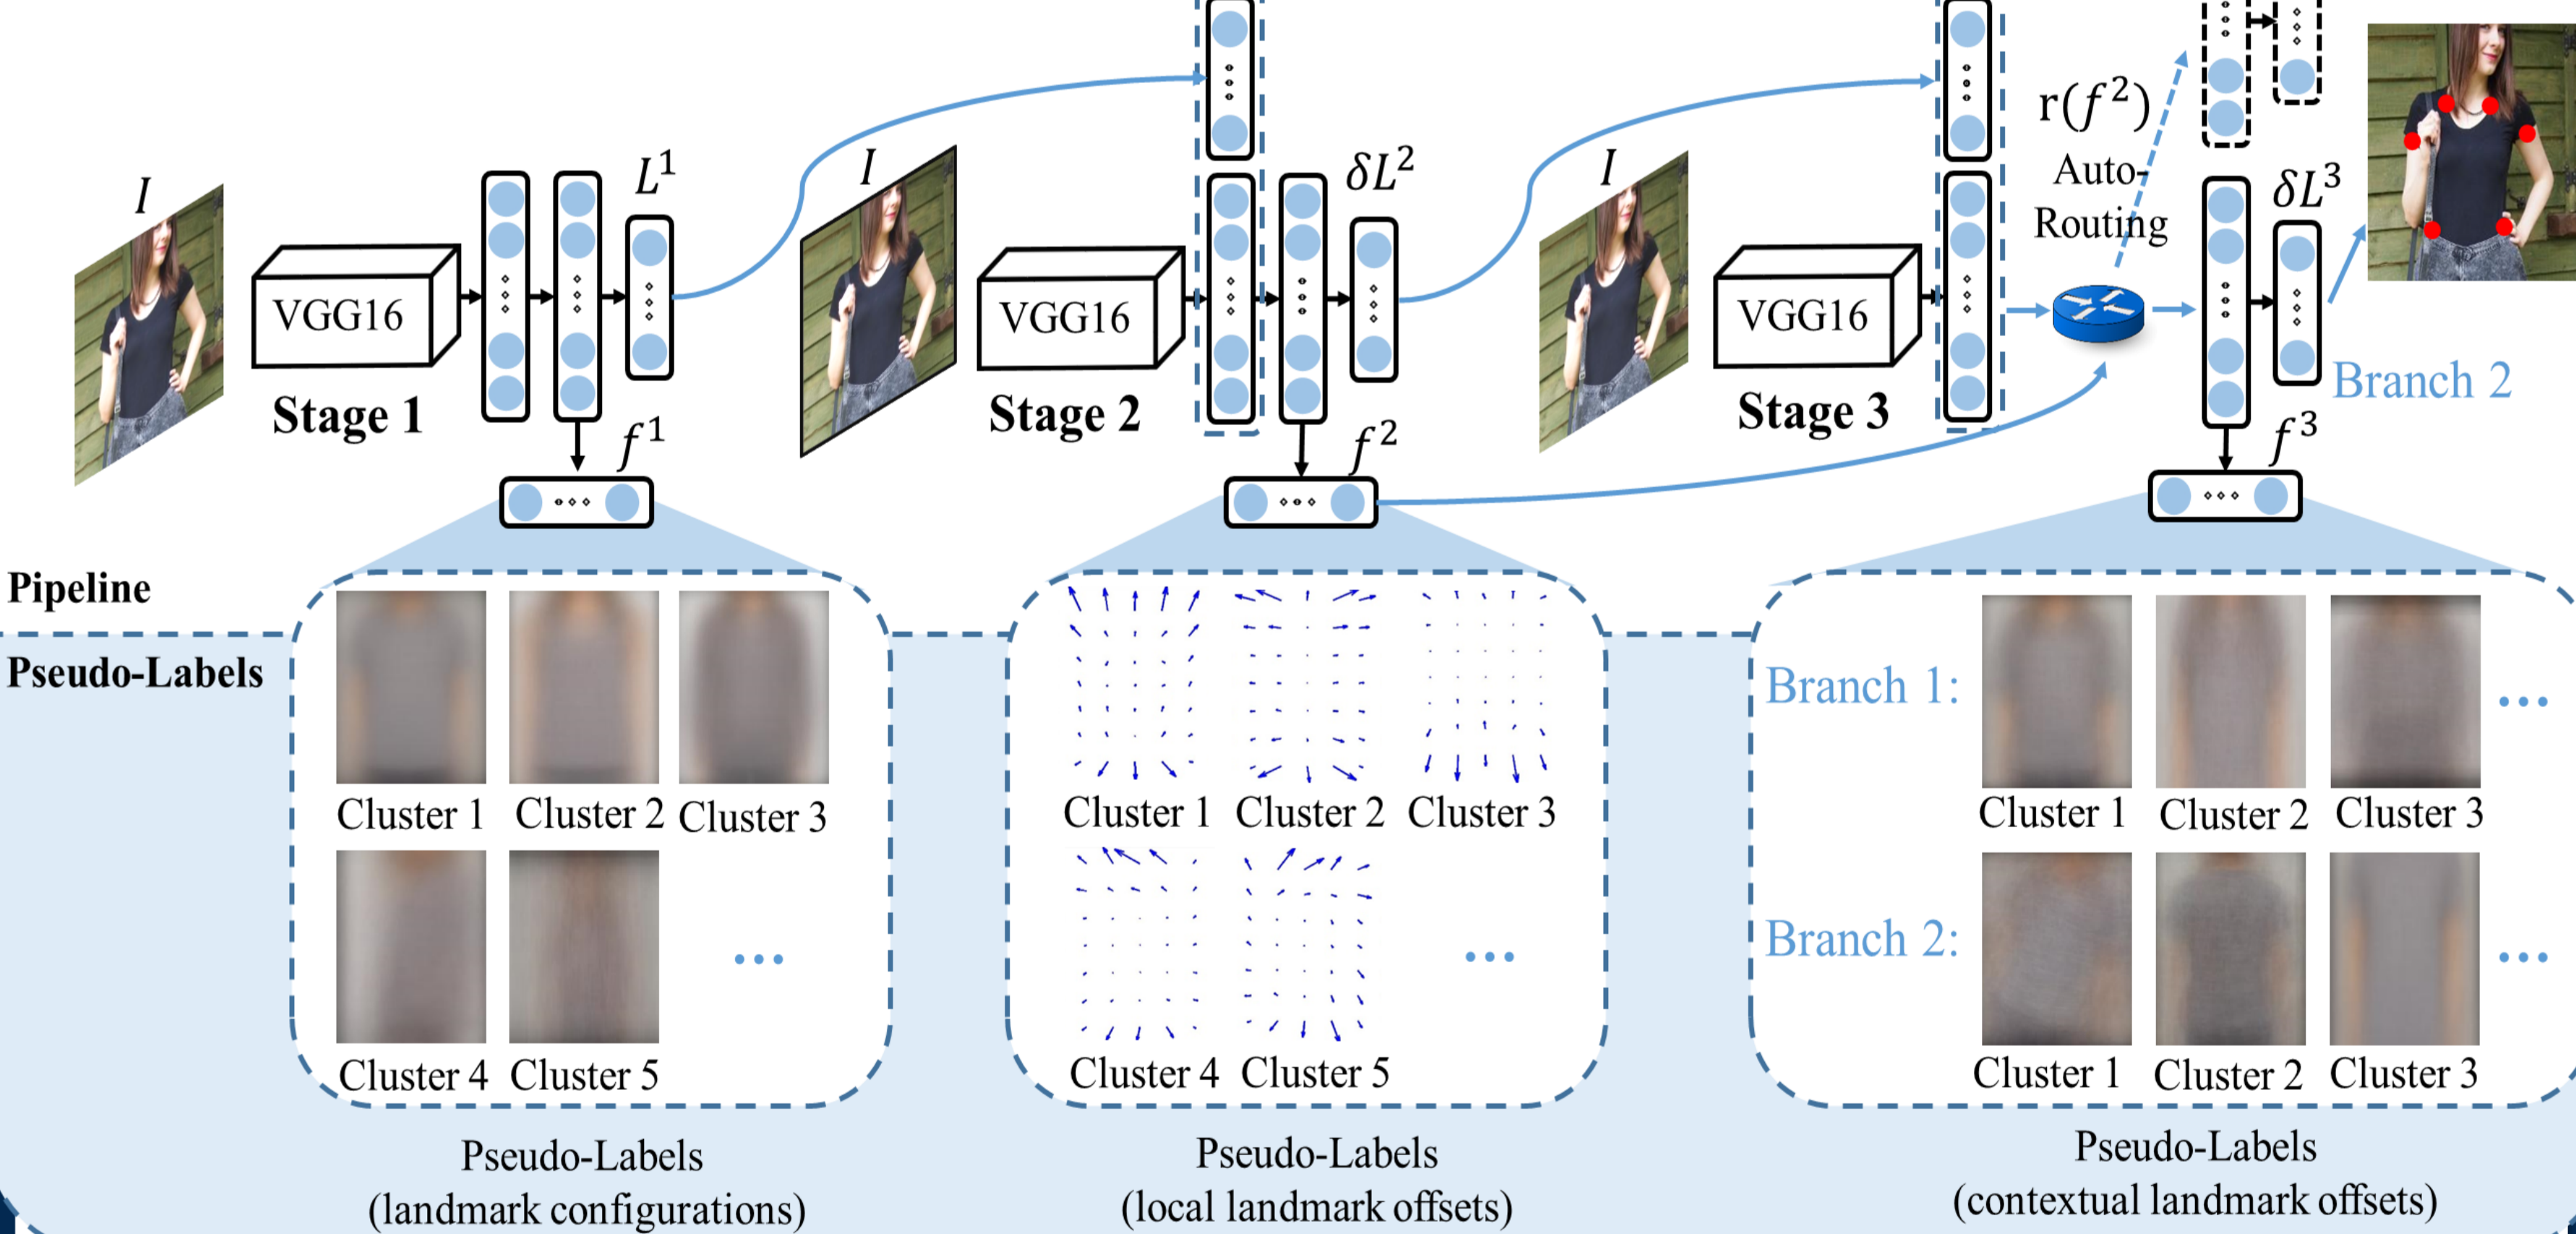 I
VGG16
Stage 1
L¹
f¹
I
VGG16
Stage 2
δL²
f²
I
VGG16
Stage 3
r(f²)
Auto-
Routing
δL³
Branch 2
f³
Pipeline
Pseudo-Labels
Cluster 1 Cluster 2 Cluster 3
Cluster 4 Cluster 5
...
Pseudo-Labels
(landmark configurations)
Cluster 1 Cluster 2 Cluster 3
Cluster 4 Cluster 5
...
Pseudo-Labels
(local landmark offsets)
Branch 1:
...
Cluster 1 Cluster 2 Cluster 3
Branch 2:
...
Cluster 1 Cluster 2 Cluster 3
Pseudo-Labels
(contextual landmark offsets)